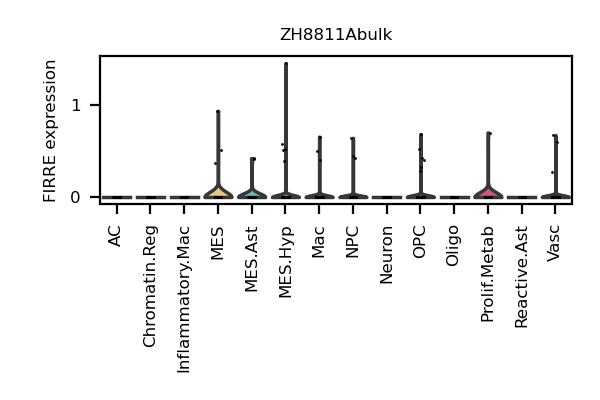 ZH8811Abulk
FIRRE expression
1
0
AC
Chromatin.Reg
Inflammatory.Mac
MES
MES.Ast
MES.Hyp
Mac
NPC
Neuron
OPC
Oligo
Prolif.Metab
Reactive.Ast
Vasc